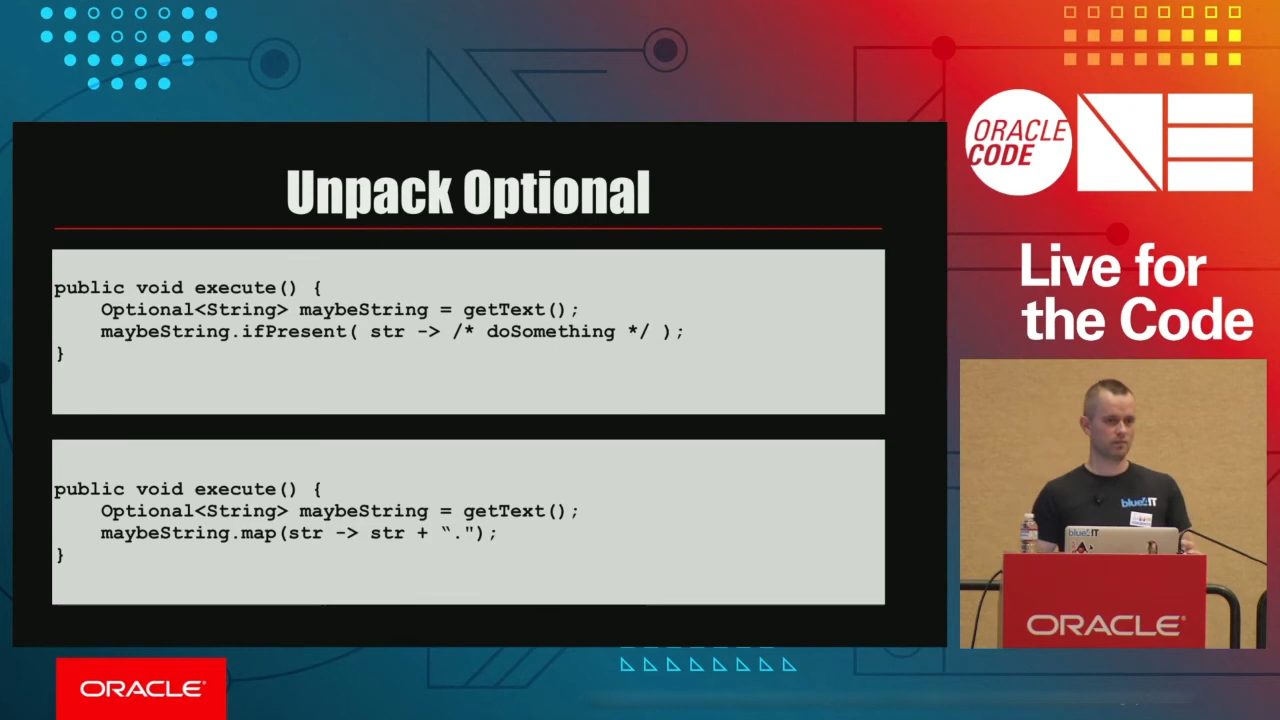 ORACLE
CODE
ONE
Live for
the Code
Unpack Optional
public void execute() {
    Optional<String> maybeString = getText();
    maybeString.ifPresent( str -> /* doSomething */ );
}
public void execute() {
    Optional<String> maybeString = getText();
    maybeString.map(str -> str + “.");
}
ORACLE
ORACLE